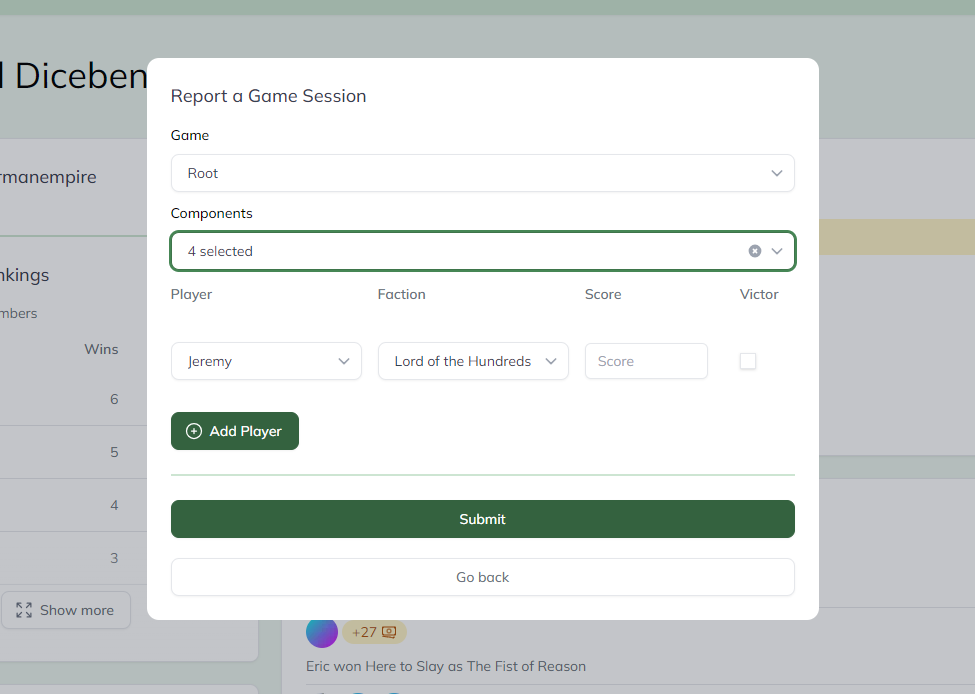 l Diceben
Report a Game Session
Game
rmanempire
Root
Components
4 selected
nkings
Player Faction Score Victor
mbers
Wins
Jeremy Lord of the Hundreds Score
6
Add Player
5
4
Submit
3
Go back
Show more
+27
Eric won Here to Slay as The Fist of Reason